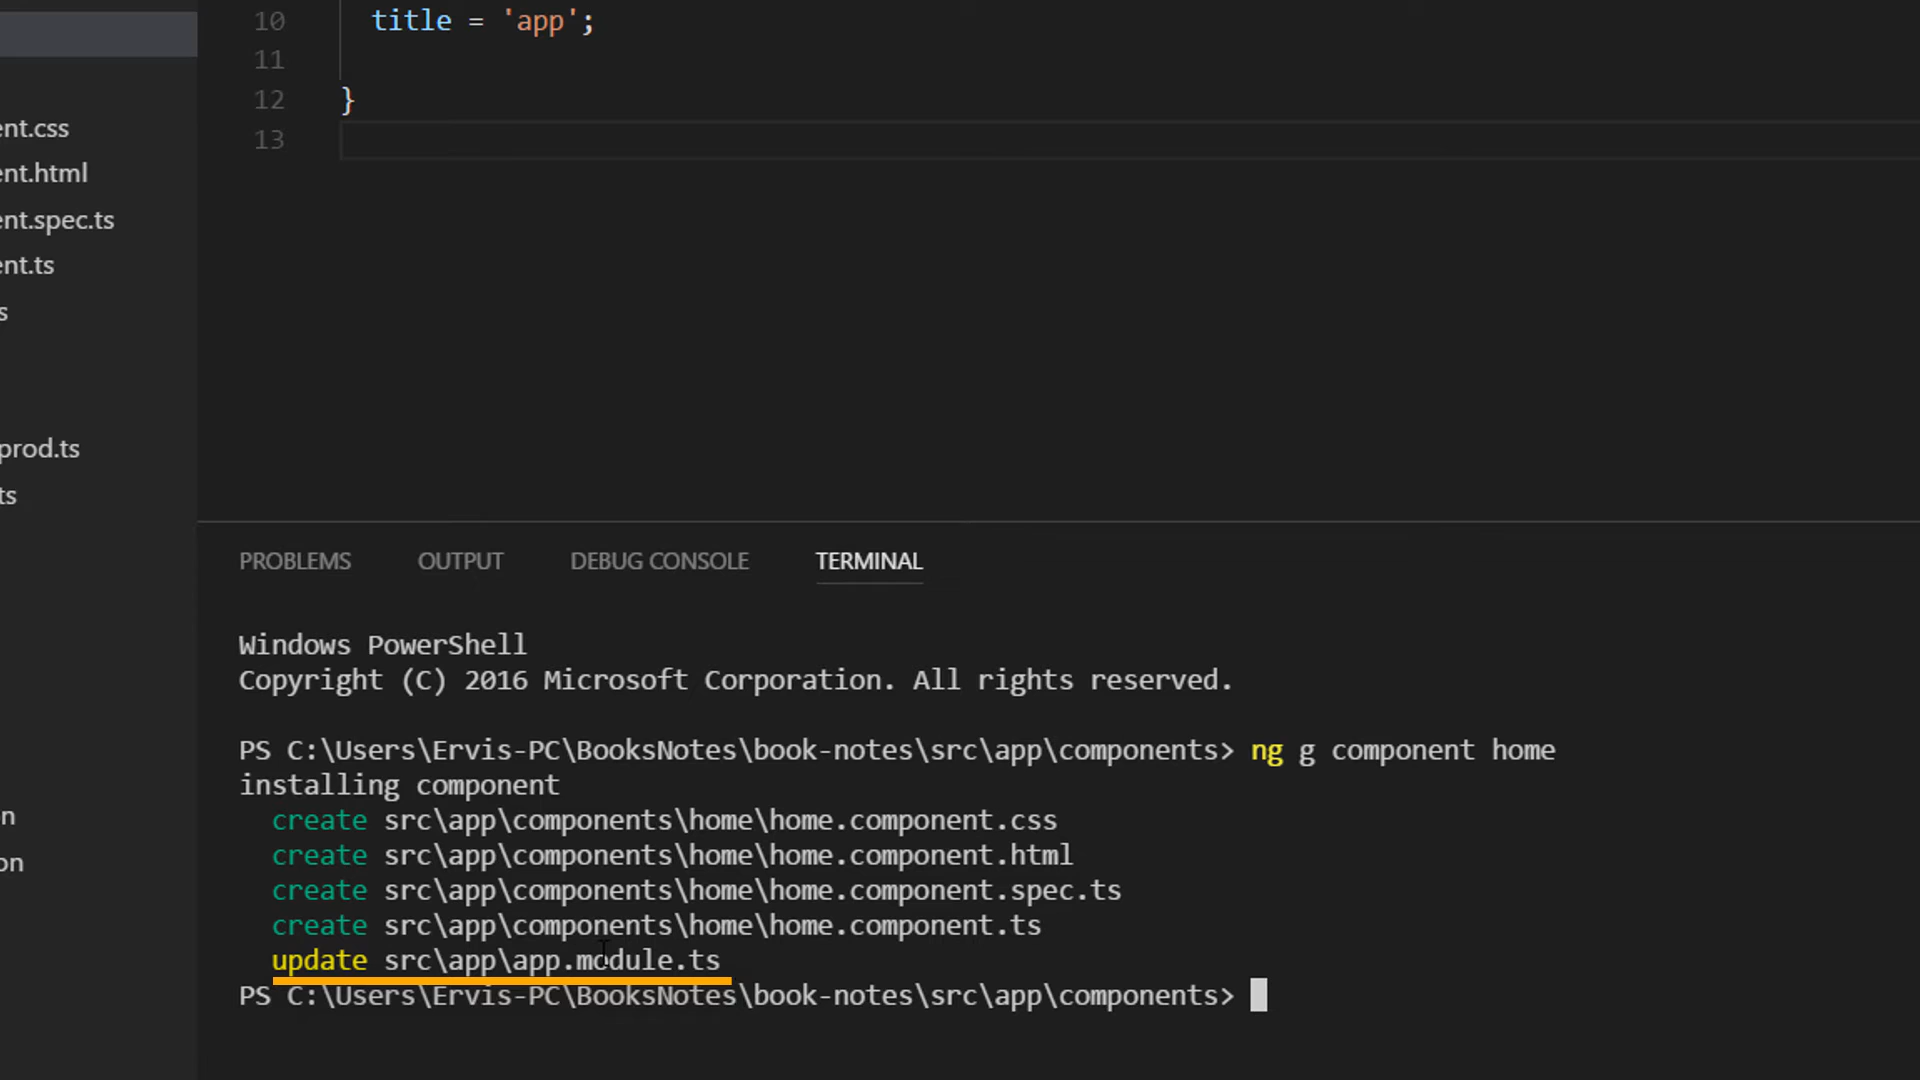 10 title = 'app';
11
12 }
13
ent.css
ent.html
ent.spec.ts
ent.ts
s
prod.ts
ts
n
on
PROBLEMS OUTPUT DEBUG CONSOLE TERMINAL
Windows PowerShell
Copyright (C) 2016 Microsoft Corporation. All rights reserved.
PS C:\Users\Ervis-PC\BooksNotes\book-notes\src\app\components> ng g component home
installing component
create src\app\components\home\home.component.css
create src\app\components\home\home.component.html
create src\app\components\home\home.component.spec.ts
create src\app\components\home\home.component.ts
update src\app\app.module.ts
PS C:\Users\Ervis-PC\BooksNotes\book-notes\src\app\components>